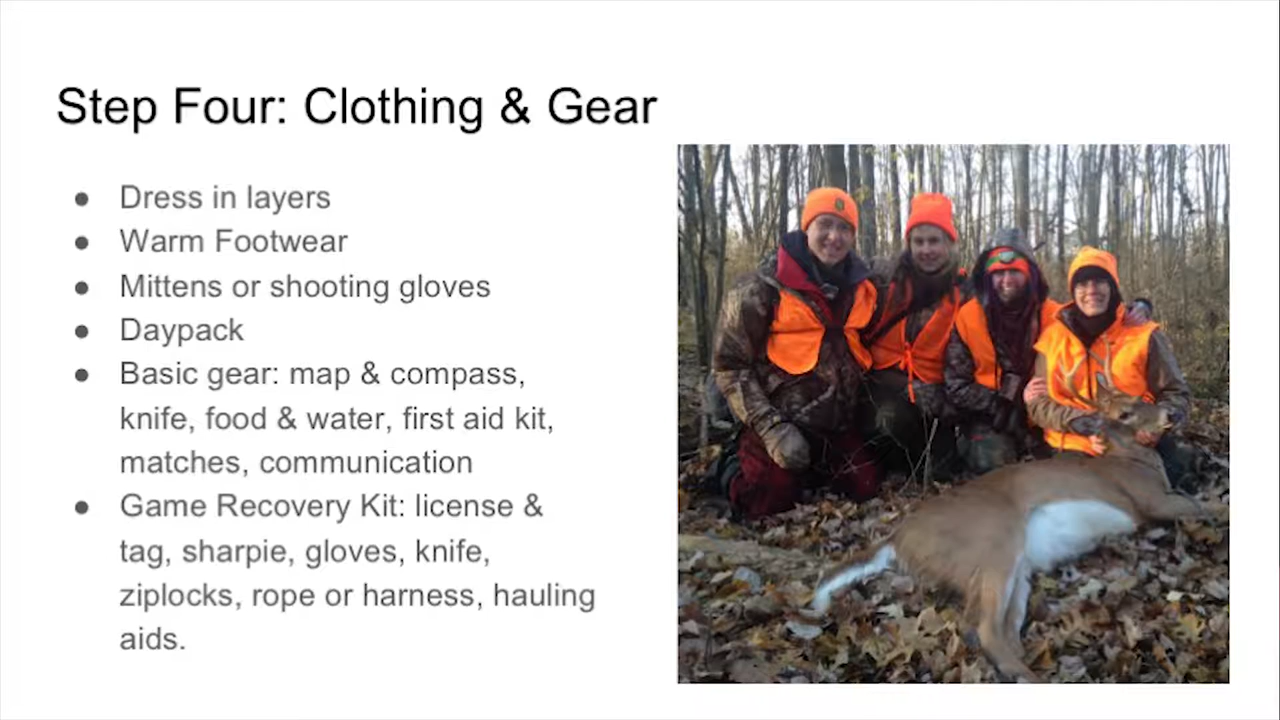 Step Four: Clothing & Gear
● Dress in layers
● Warm Footwear
● Mittens or shooting gloves
● Daypack
● Basic gear: map & compass,
knife, food & water, first aid kit,
matches, communication
● Game Recovery Kit: license &
tag, sharpie, gloves, knife,
ziplocks, rope or harness, hauling
aids.